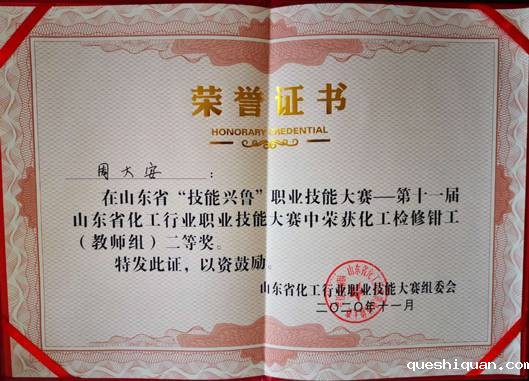 荣誉证书
HONORARY CREDENTIAL
周大安:
在山东省“技能兴鲁”职业技能大赛—第十一届
山东省化工行业职业技能大赛中荣获化工检修钳工
(教师组)二等奖。
特发此证,以资鼓励。
山东省化工行业职业技能大赛组委会
二〇二〇年十一月
queshiquan.com